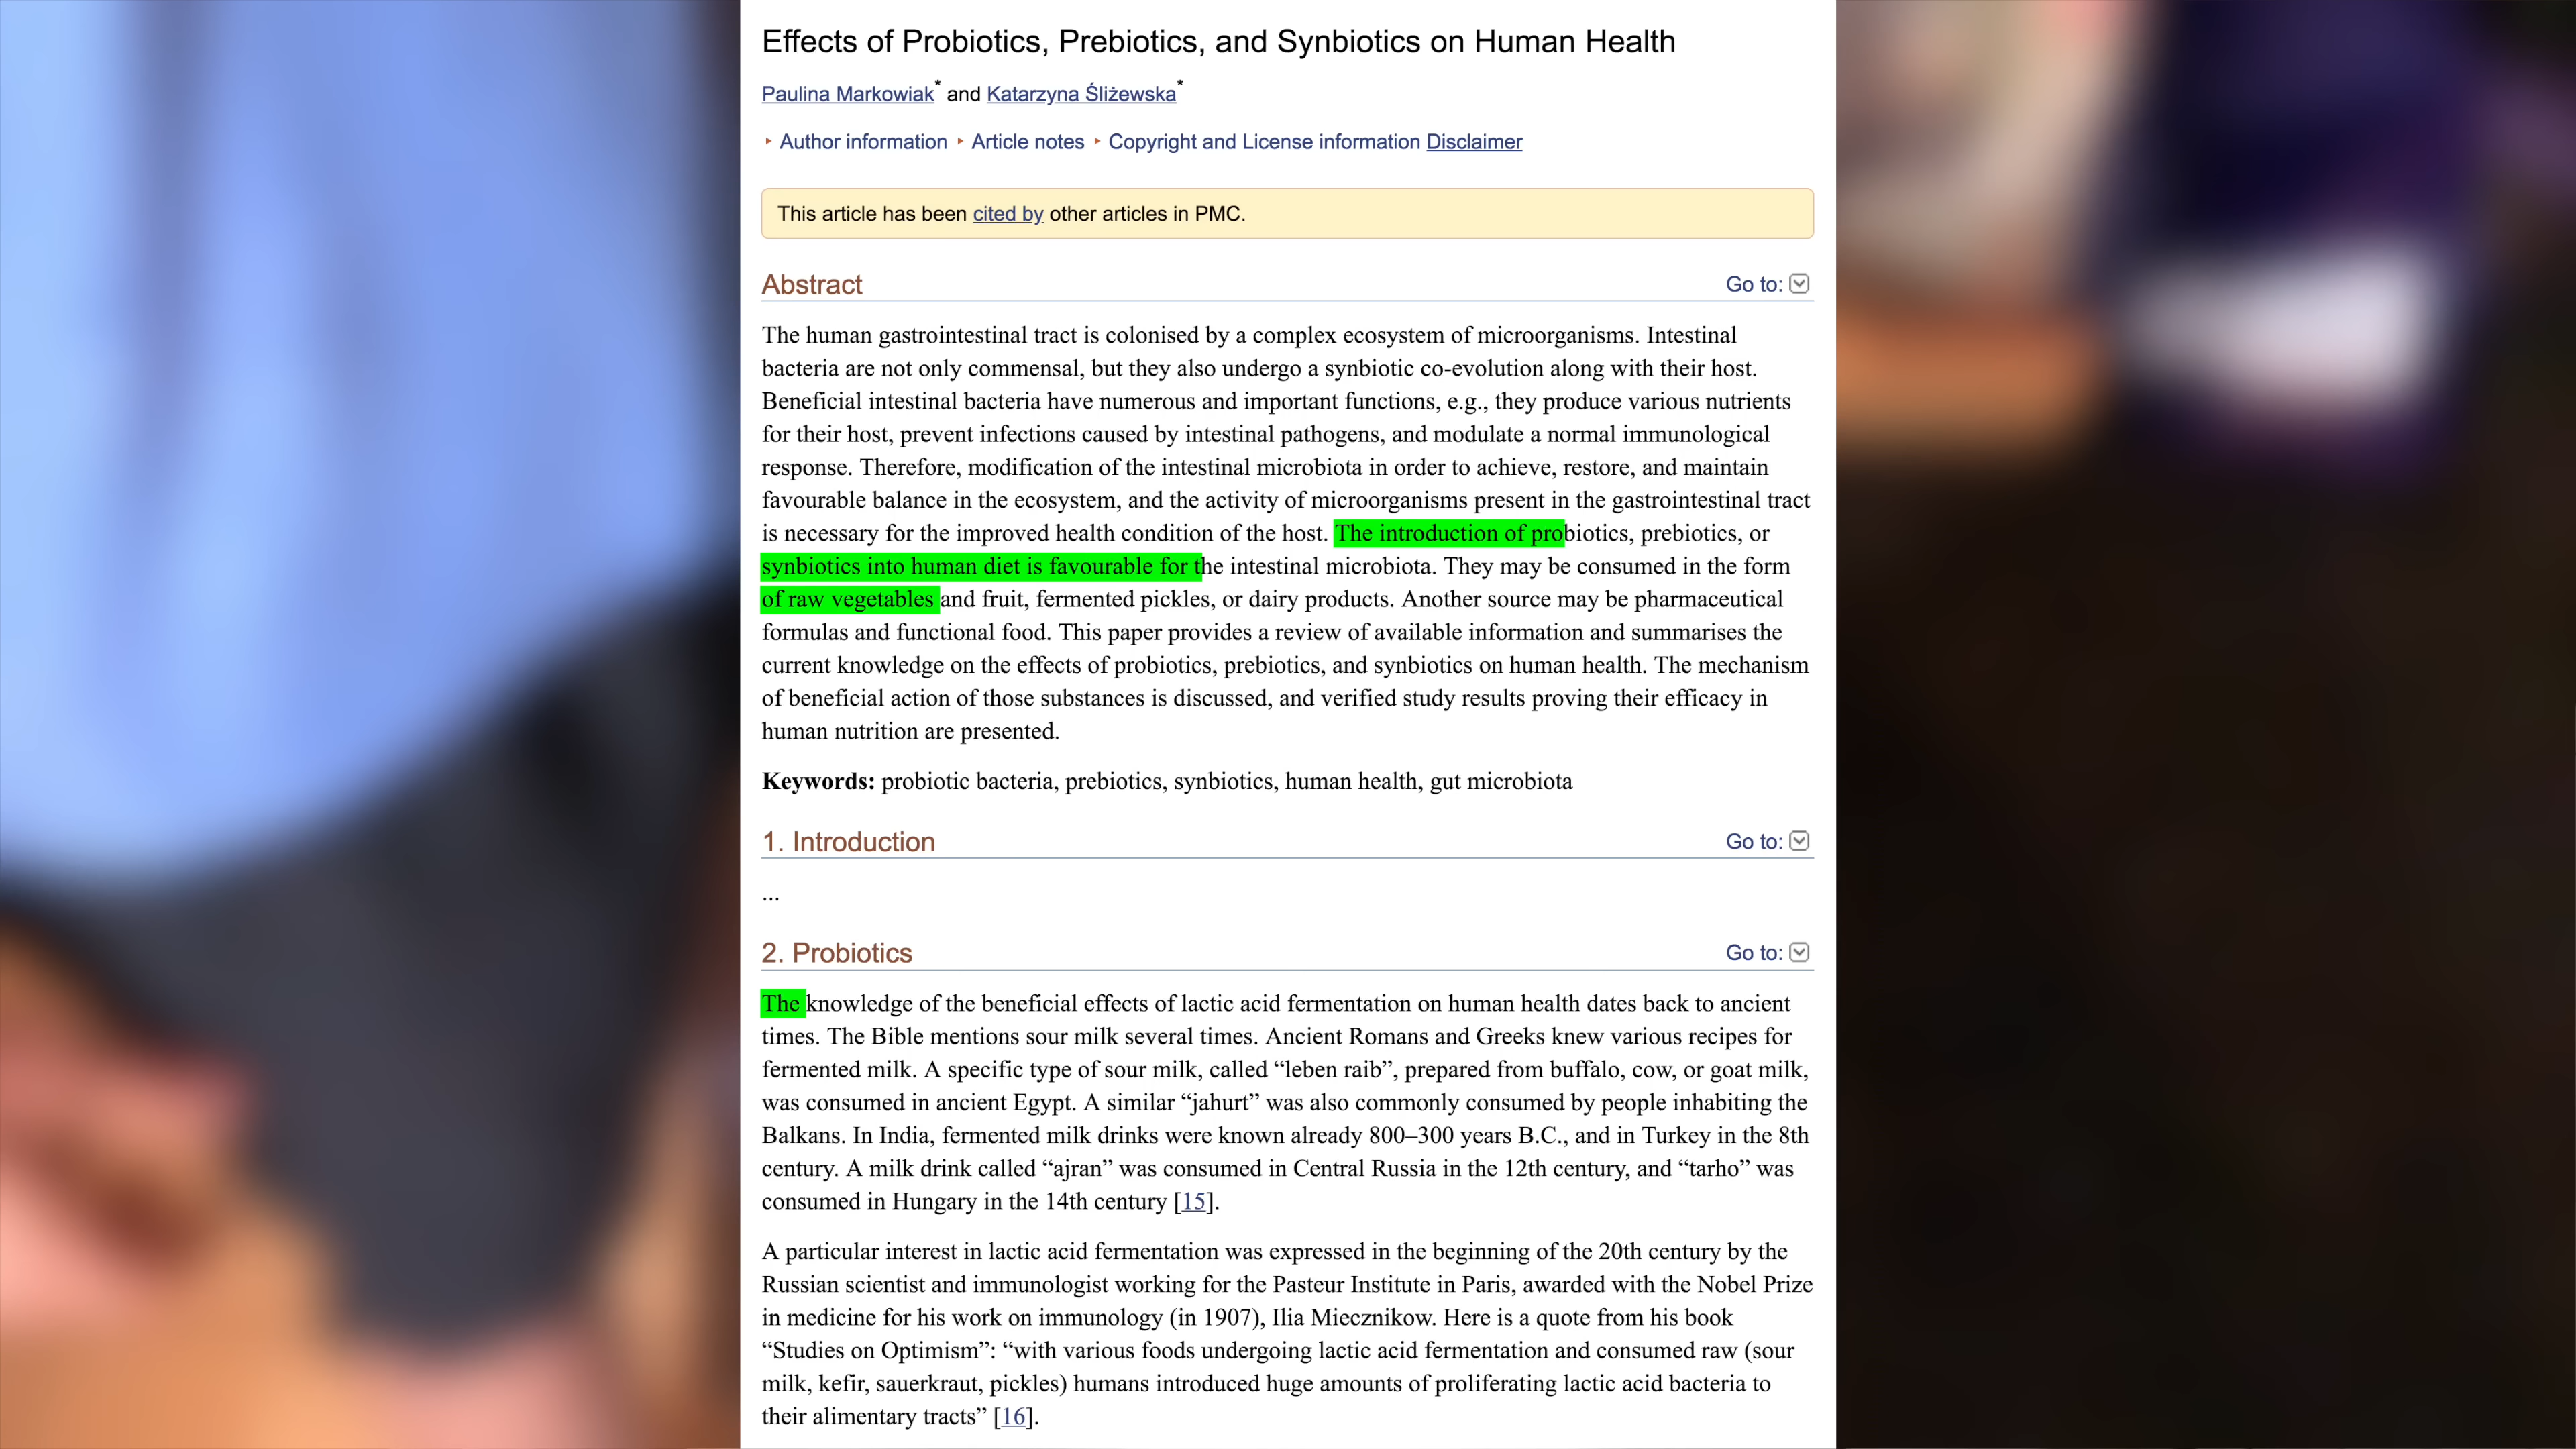 Effects of Probiotics, Prebiotics, and Synbiotics on Human Health
Paulina Markowiak* and Katarzyna Śliżewska*
‣ Author information ‣ Article notes ‣ Copyright and License information Disclaimer
This article has been cited by other articles in PMC.
Abstract Go to:
The human gastrointestinal tract is colonised by a complex ecosystem of microorganisms. Intestinal
bacteria are not only commensal, but they also undergo a synbiotic co-evolution along with their host.
Beneficial intestinal bacteria have numerous and important functions, e.g., they produce various nutrients
for their host, prevent infections caused by intestinal pathogens, and modulate a normal immunological
response. Therefore, modification of the intestinal microbiota in order to achieve, restore, and maintain
favourable balance in the ecosystem, and the activity of microorganisms present in the gastrointestinal tract
is necessary for the improved health condition of the host. The introduction of probiotics, prebiotics, or
synbiotics into human diet is favourable for the intestinal microbiota. They may be consumed in the form
of raw vegetables and fruit, fermented pickles, or dairy products. Another source may be pharmaceutical
formulas and functional food. This paper provides a review of available information and summarises the
current knowledge on the effects of probiotics, prebiotics, and synbiotics on human health. The mechanism
of beneficial action of those substances is discussed, and verified study results proving their efficacy in
human nutrition are presented.
Keywords: probiotic bacteria, prebiotics, synbiotics, human health, gut microbiota
1. Introduction Go to:
...
2. Probiotics Go to:
The knowledge of the beneficial effects of lactic acid fermentation on human health dates back to ancient
times. The Bible mentions sour milk several times. Ancient Romans and Greeks knew various recipes for
fermented milk. A specific type of sour milk, called “leben raib”, prepared from buffalo, cow, or goat milk,
was consumed in ancient Egypt. A similar “jahurt” was also commonly consumed by people inhabiting the
Balkans. In India, fermented milk drinks were known already 800–300 years B.C., and in Turkey in the 8th
century. A milk drink called “ajran” was consumed in Central Russia in the 12th century, and “tarho” was
consumed in Hungary in the 14th century [15].
A particular interest in lactic acid fermentation was expressed in the beginning of the 20th century by the
Russian scientist and immunologist working for the Pasteur Institute in Paris, awarded with the Nobel Prize
in medicine for his work on immunology (in 1907), Ilia Miecznikow. Here is a quote from his book
“Studies on Optimism”: “with various foods undergoing lactic acid fermentation and consumed raw (sour
milk, kefir, sauerkraut, pickles) humans introduced huge amounts of proliferating lactic acid bacteria to
their alimentary tracts” [16].